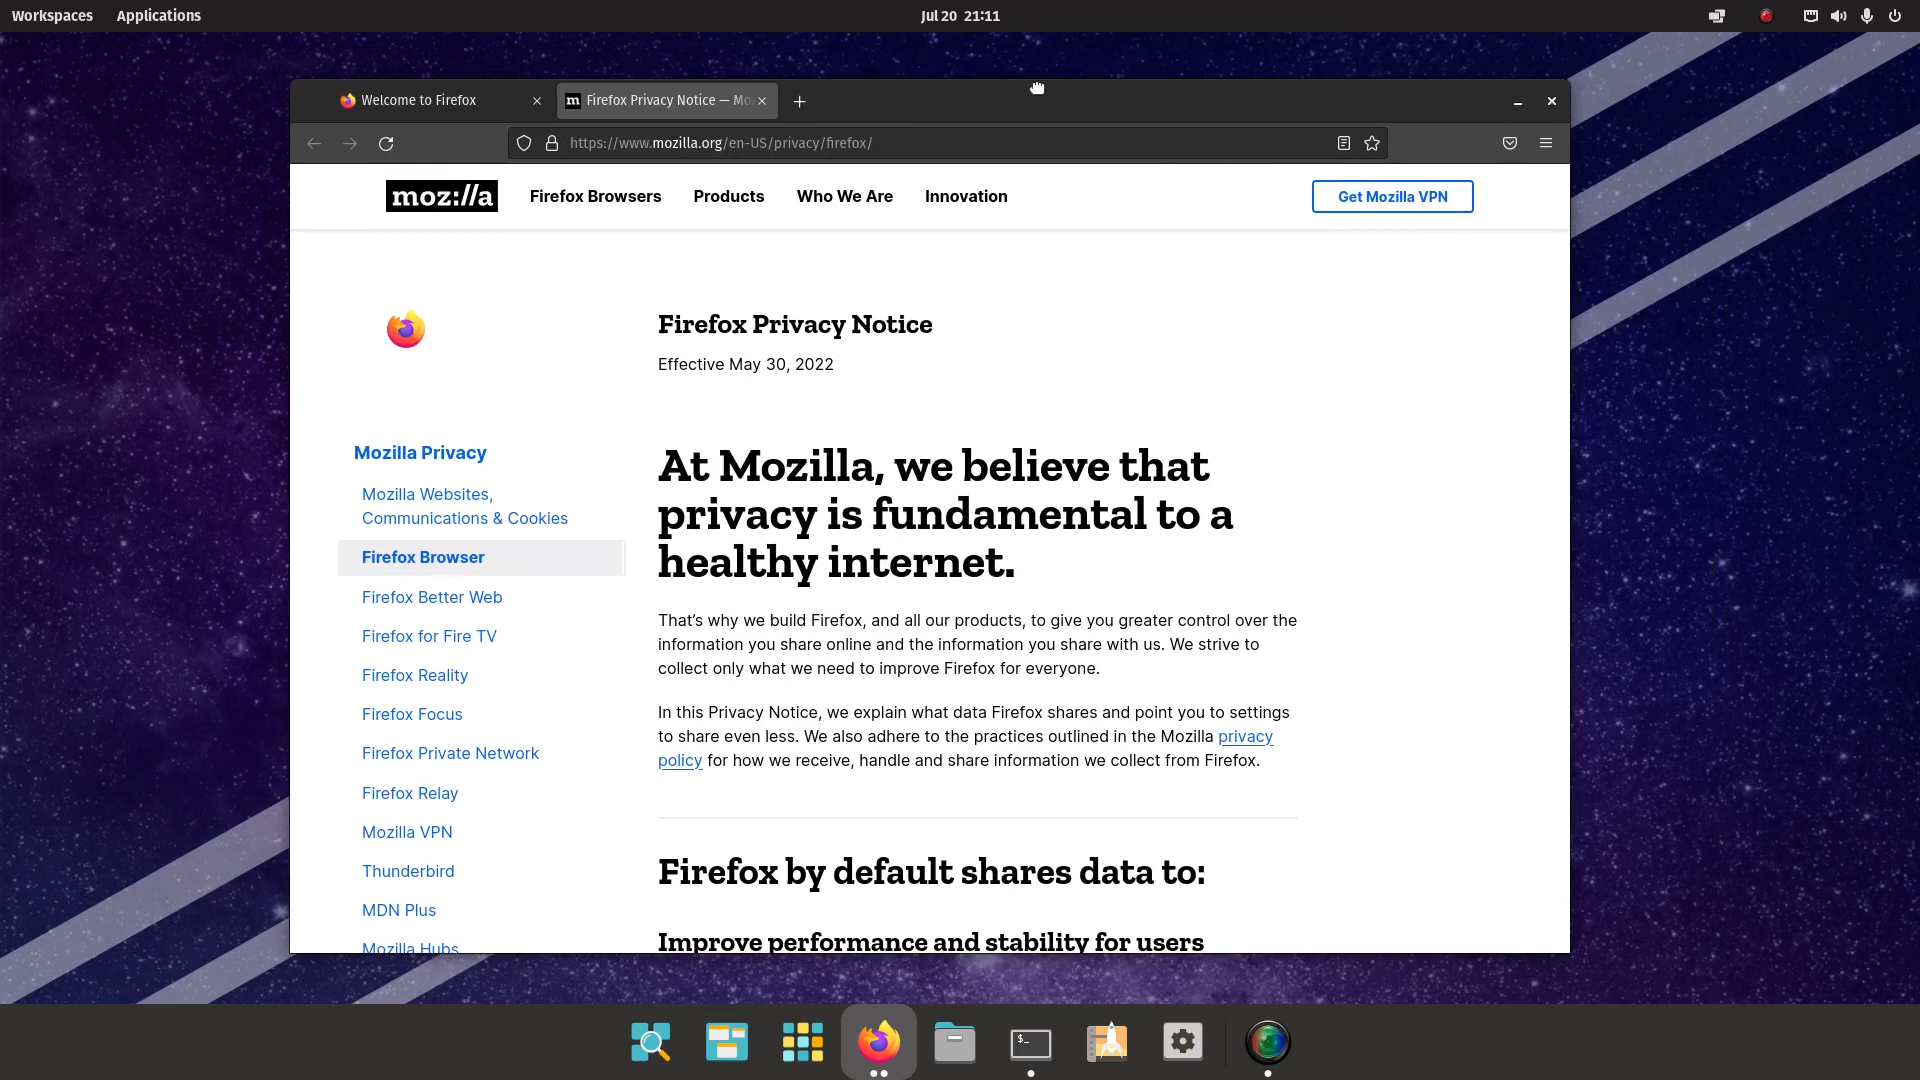 Workspaces Applications Jul 20 21:11
Welcome to Firefox Firefox Privacy Notice — Mo
https://www.mozilla.org/en-US/privacy/firefox/
moz://a Firefox Browsers Products Who We Are Innovation Get Mozilla VPN
Firefox Privacy Notice
Effective May 30, 2022
Mozilla Privacy
Mozilla Websites,
Communications & Cookies
Firefox Browser
Firefox Better Web
Firefox for Fire TV
Firefox Reality
Firefox Focus
Firefox Private Network
Firefox Relay
Mozilla VPN
Thunderbird
MDN Plus
Mozilla Hubs
At Mozilla, we believe that
privacy is fundamental to a
healthy internet.
That’s why we build Firefox, and all our products, to give you greater control over the
information you share online and the information you share with us. We strive to
collect only what we need to improve Firefox for everyone.
In this Privacy Notice, we explain what data Firefox shares and point you to settings
to share even less. We also adhere to the practices outlined in the Mozilla privacy
policy for how we receive, handle and share information we collect from Firefox.
Firefox by default shares data to:
Improve performance and stability for users
$_